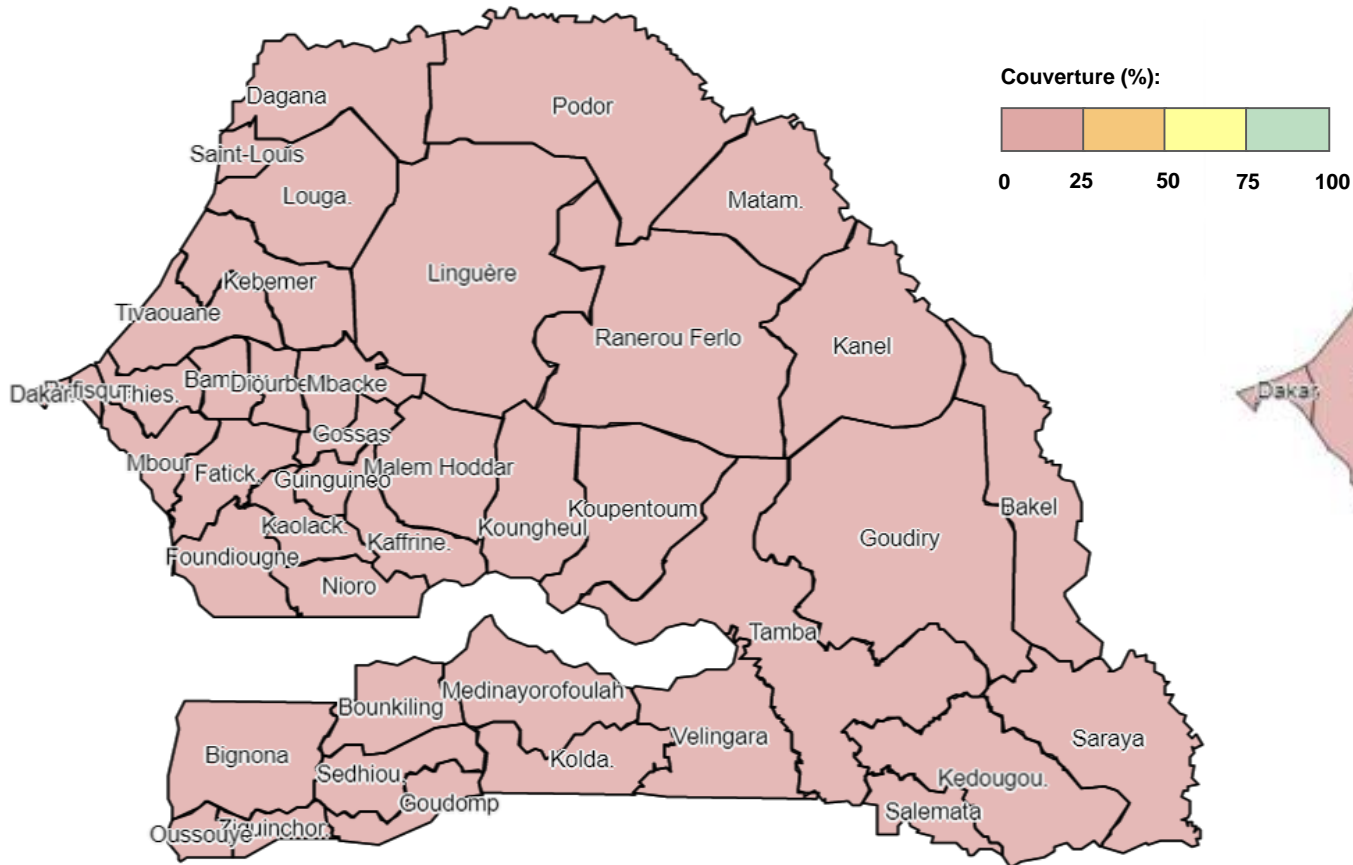 Couverture (%):
0 25 50 75 100
Dagana
Podor
Saint-Louis
Louga.
Matam.
Linguère
Kebemer
Tivaouane
Ranerou Ferlo
Kanel
Mbacke
Dakar.
Thies.
Dakar.
Gossas
Mbour
Fatick.
Malem Hoddar
Guinguineo
Koupentoum
Bakel
Kaolack.
Koungheul
Kaffrine.
Goudiry
Foundiougne
Nioro
Tamba
Medinayorofoulah
Bounkiling
Velingara
Saraya
Bignona
Kolda.
Sedhiou.
Kedougou.
Goudomp
Salemata
Oussouye
Ziguinchor.